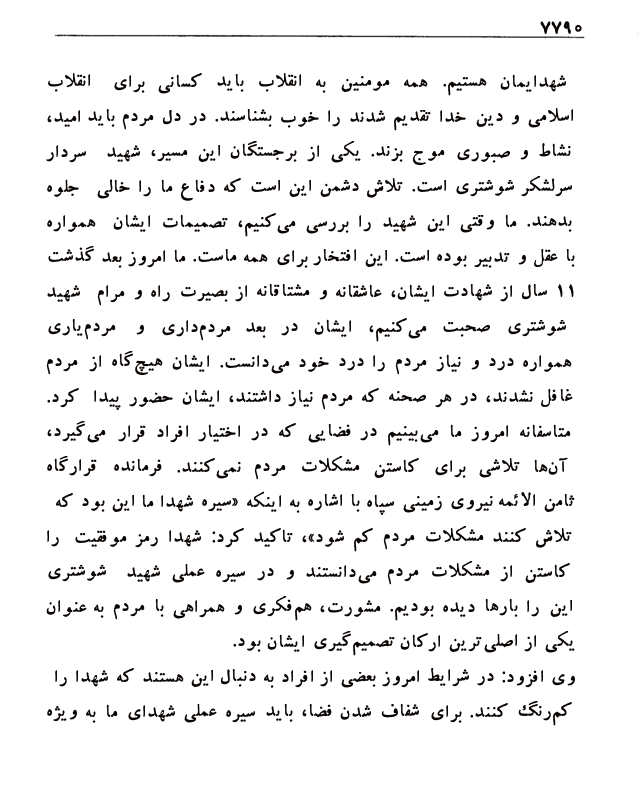 ۷۷۹۰
شهدایمان هستیم. همه مومنین به انقلاب باید کسانی برای انقلاب
اسلامی و دین خدا تقدیم شدند را خوب بشناسند. در دل مردم باید امید،
نشاط و صبوری موج بزند. یکی از برجستگان این مسیر، شهید سردار
سرلشکر شوشتری است. تلاش دشمن این است که دفاع ما را خالی جلوه
بدهند. ما وقتی این شهید را بررسی می‌کنیم، تصمیمات ایشان همواره
با عقل و تدبیر بوده است. این افتخار برای همه ماست. ما امروز بعد گذشت
۱۱ سال از شهادت ایشان، عاشقانه و مشتاقانه از بصیرت راه و مرام شهید
شوشتری صحبت می‌کنیم، ایشان در بعد مردم‌داری و مردم‌یاری
همواره درد و نیاز مردم را درد خود می‌دانست. ایشان هیچ‌گاه از مردم
غافل نشدند، در هر صحنه که مردم نیاز داشتند، ایشان حضور پیدا کرد.
متاسفانه امروز ما می‌بینیم در فضایی که در اختیار افراد قرار می‌گیرد،
آن‌ها تلاشی برای کاستن مشکلات مردم نمی‌کنند. فرمانده قرارگاه
ثامن الائمه نیروی زمینی سپاه با اشاره به اینکه «سیره شهدا ما این بود که
تلاش کنند مشکلات مردم کم شود»، تاکید کرد: شهدا رمز موفقیت را
کاستن از مشکلات مردم می‌دانستند و در سیره عملی شهید شوشتری
این را بارها دیده بودیم. مشورت، هم‌فکری و همراهی با مردم به عنوان
یکی از اصلی‌ترین ارکان تصمیم‌گیری ایشان بود.
وی افزود: در شرایط امروز بعضی از افراد به دنبال این هستند که شهدا را
کم‌رنگ کنند. برای شفاف شدن فضا، باید سیره عملی شهدای ما به ویژه